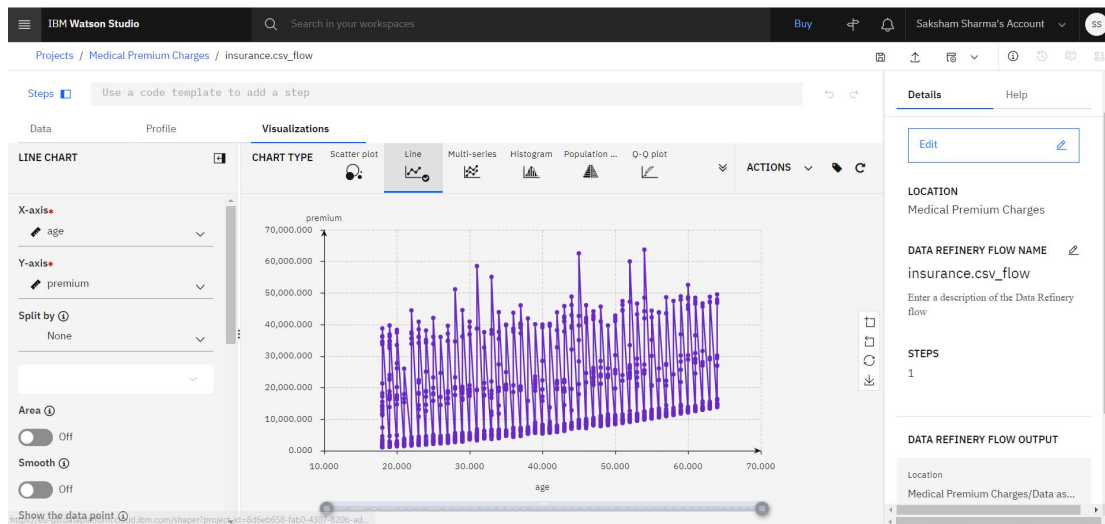 IBM Watson Studio
Search in your workspaces
Buy
Saksham Sharma's Account
SS
Projects / Medical Premium Charges / insurance.csv_flow
Steps
Use a code template to add a step
Data
Profile
Visualizations
Details
Help
LINE CHART
CHART TYPE
Scatter plot
Line
Multi-series
Histogram
Population ...
Q-Q plot
ACTIONS
Edit
X-axis*
age
Y-axis*
premium
Split by
None
Area
Off
Smooth
Off
Show the data point
premium
70,000.000
60,000.000
50,000.000
40,000.000
30,000.000
20,000.000
10,000.000
0.000
10.000 20.000 30.000 40.000 50.000 60.000 70.000
age
LOCATION
Medical Premium Charges
DATA REFINERY FLOW NAME
insurance.csv_flow
Enter a description of the Data Refinery
flow
STEPS
1
DATA REFINERY FLOW OUTPUT
Location
Medical Premium Charges/Data as...